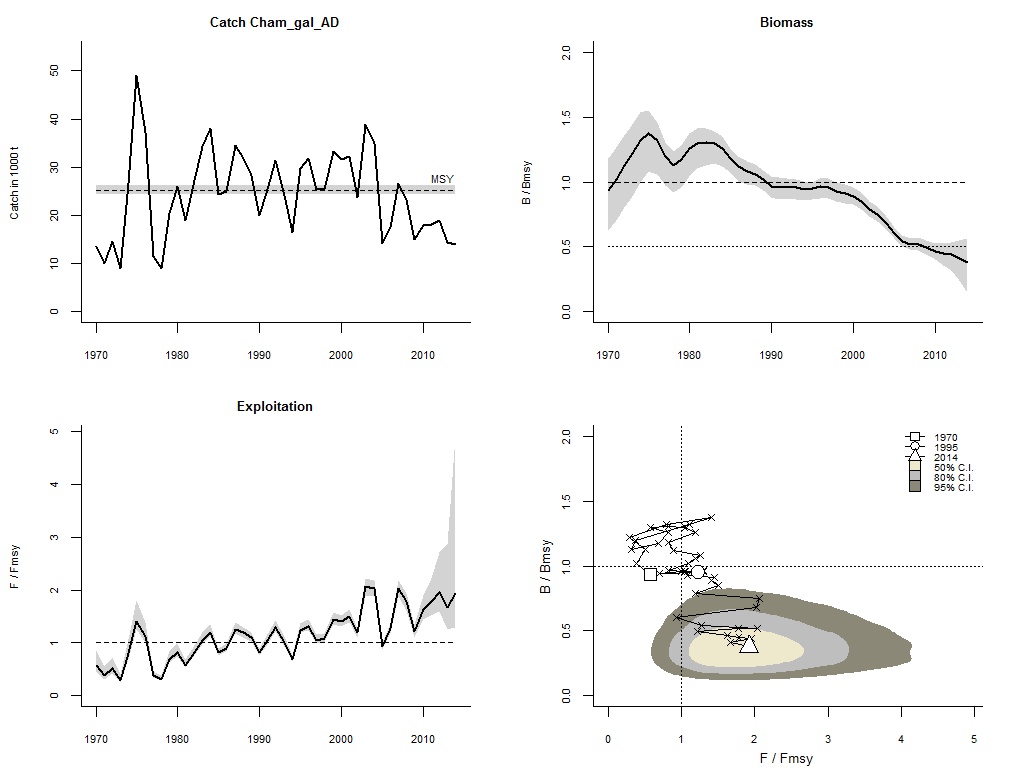 Catch Cham_gal_AD
Catch in 1000 t
50
40
30
20
10
0
MSY
1970 1980 1990 2000 2010
Biomass
B / Bmsy
2.0
1.5
1.0
0.5
0.0
1970 1980 1990 2000 2010
Exploitation
F / Fmsy
5
4
3
2
1
0
1970 1980 1990 2000 2010
B / Bmsy
2.0
1.5
1.0
0.5
0.0
1970
1995
2014
50% C.I.
80% C.I.
95% C.I.
0 1 2 3 4 5
F / Fmsy